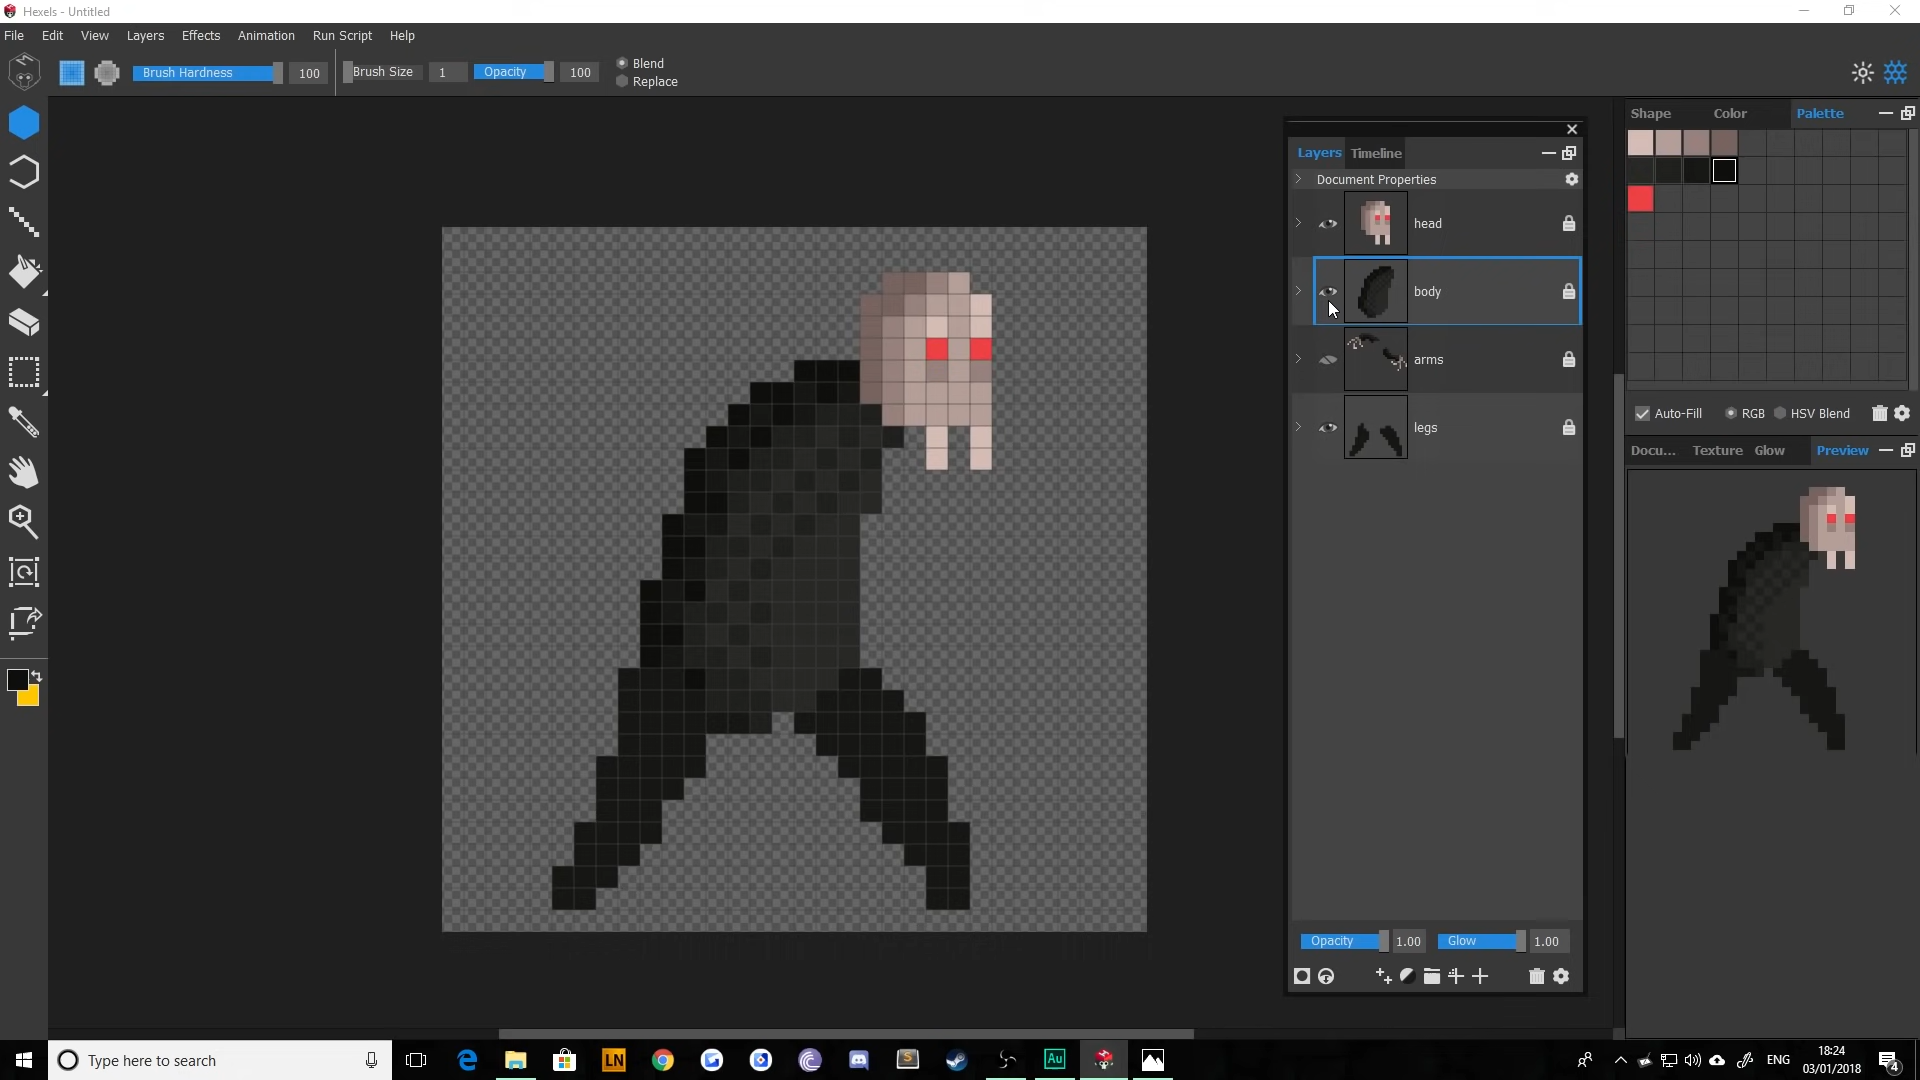 Hexels - Untitled
File Edit View Layers Effects Animation Run Script Help
Brush Hardness 100 Brush Size 1 Opacity 100 Blend
Replace
Shape Color Palette
Layers Timeline
Document Properties
head
body
arms
legs
Auto-Fill RGB HSV Blend
Docu... Texture Glow Preview
Opacity 1.00 Glow 1.00
Type here to search
LN
Au
S
ENG
18:24
03/01/2018
4